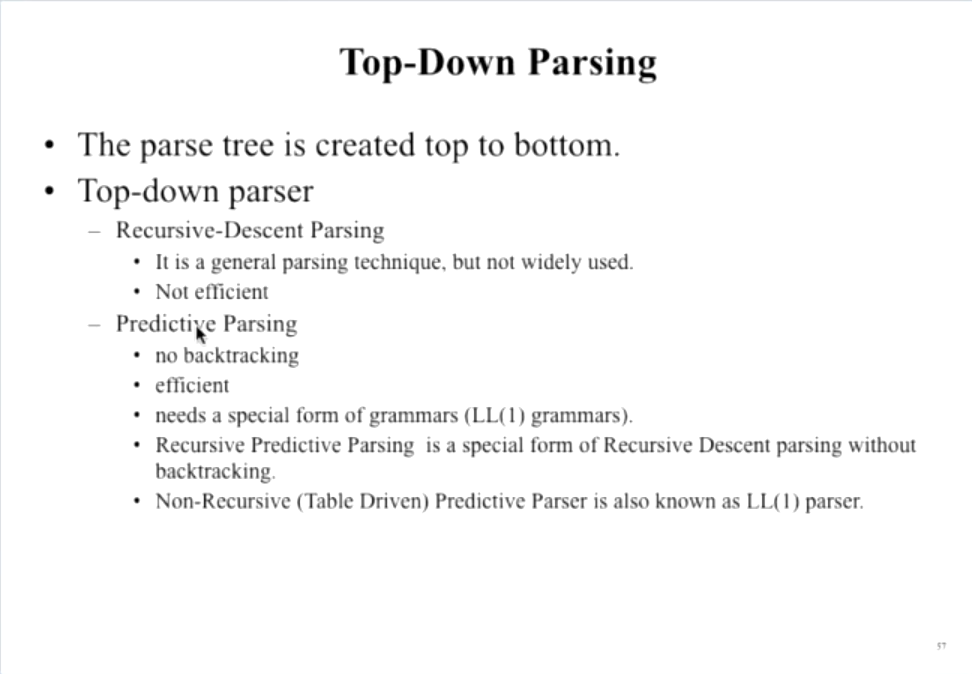 Top-Down Parsing
• The parse tree is created top to bottom.
• Top-down parser
– Recursive-Descent Parsing
• It is a general parsing technique, but not widely used.
• Not efficient
– Predictive Parsing
• no backtracking
• efficient
• needs a special form of grammars (LL(1) grammars).
• Recursive Predictive Parsing is a special form of Recursive Descent parsing without
backtracking.
• Non-Recursive (Table Driven) Predictive Parser is also known as LL(1) parser.
57